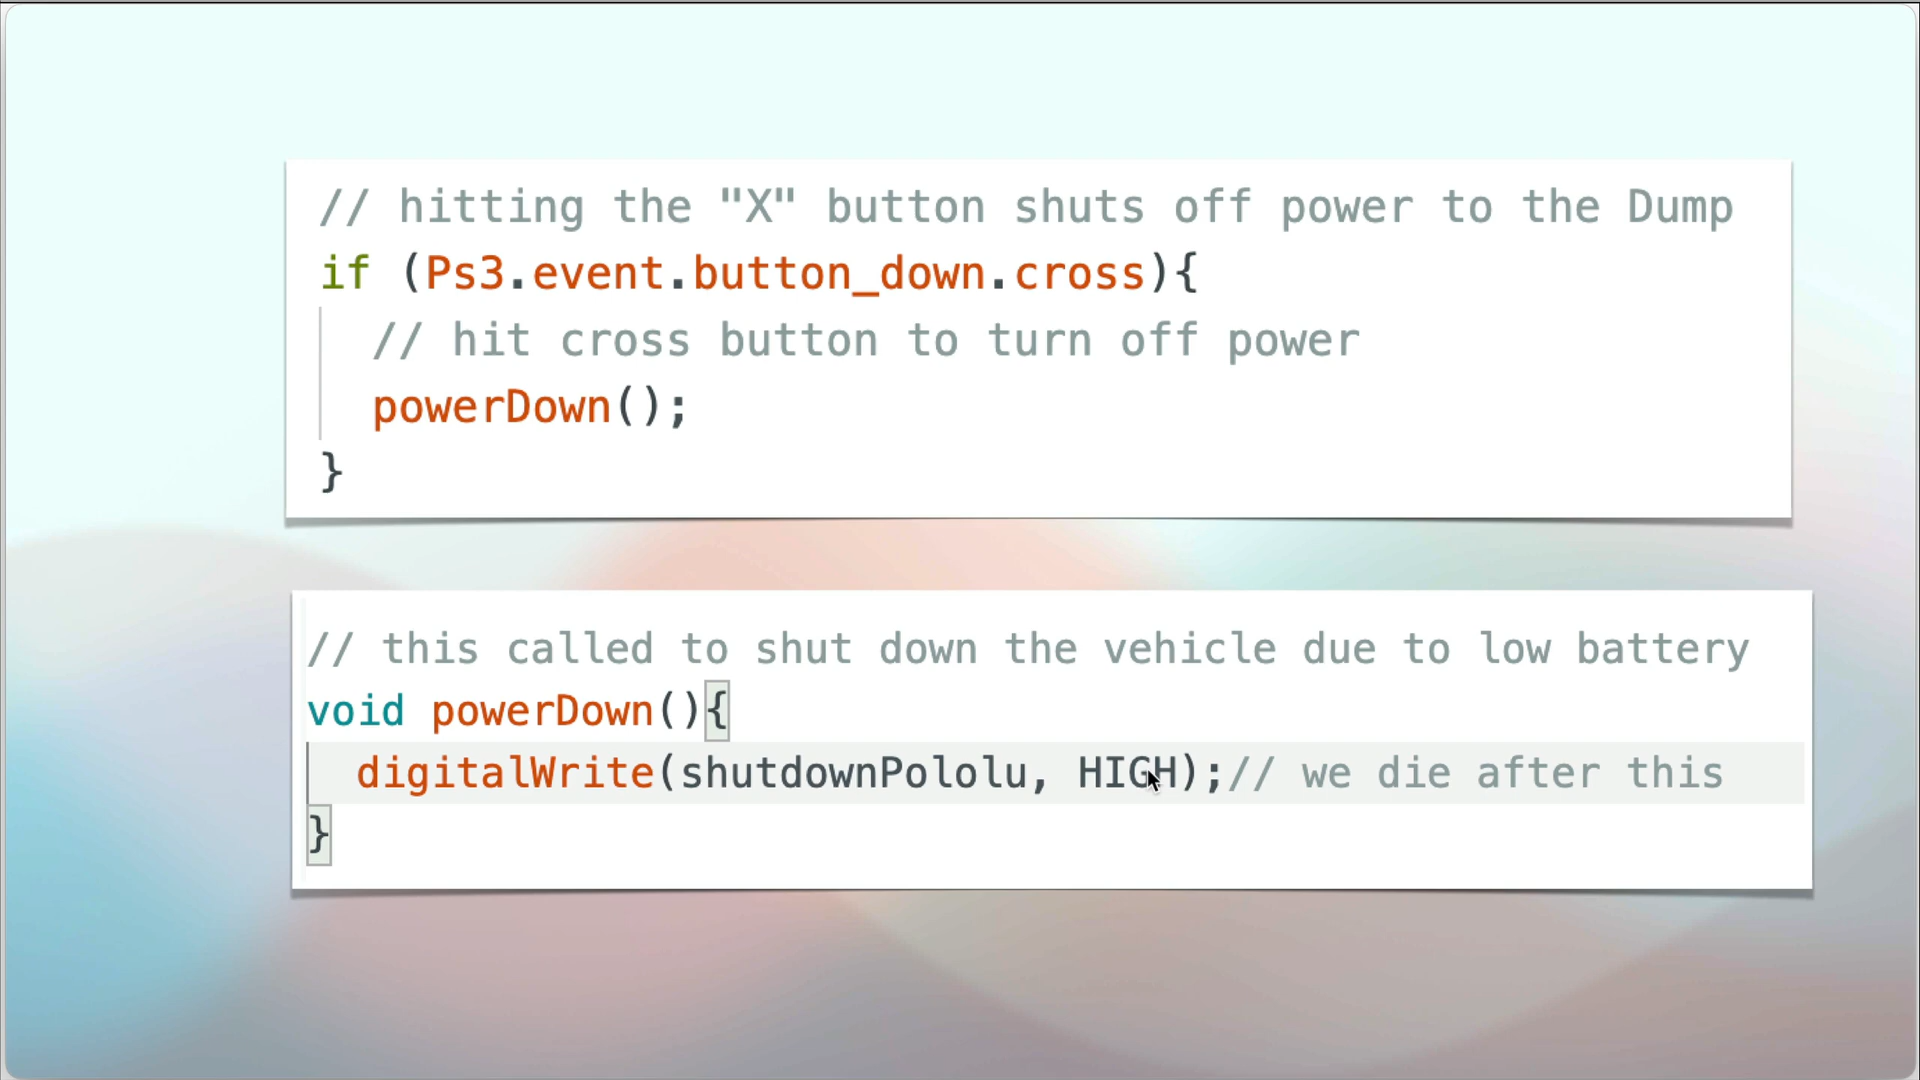 // hitting the "X" button shuts off power to the Dump
if (Ps3.event.button_down.cross){
// hit cross button to turn off power
powerDown();
}
// this called to shut down the vehicle due to low battery
void powerDown(){
digitalWrite(shutdownPololu, HIGH);// we die after this
}